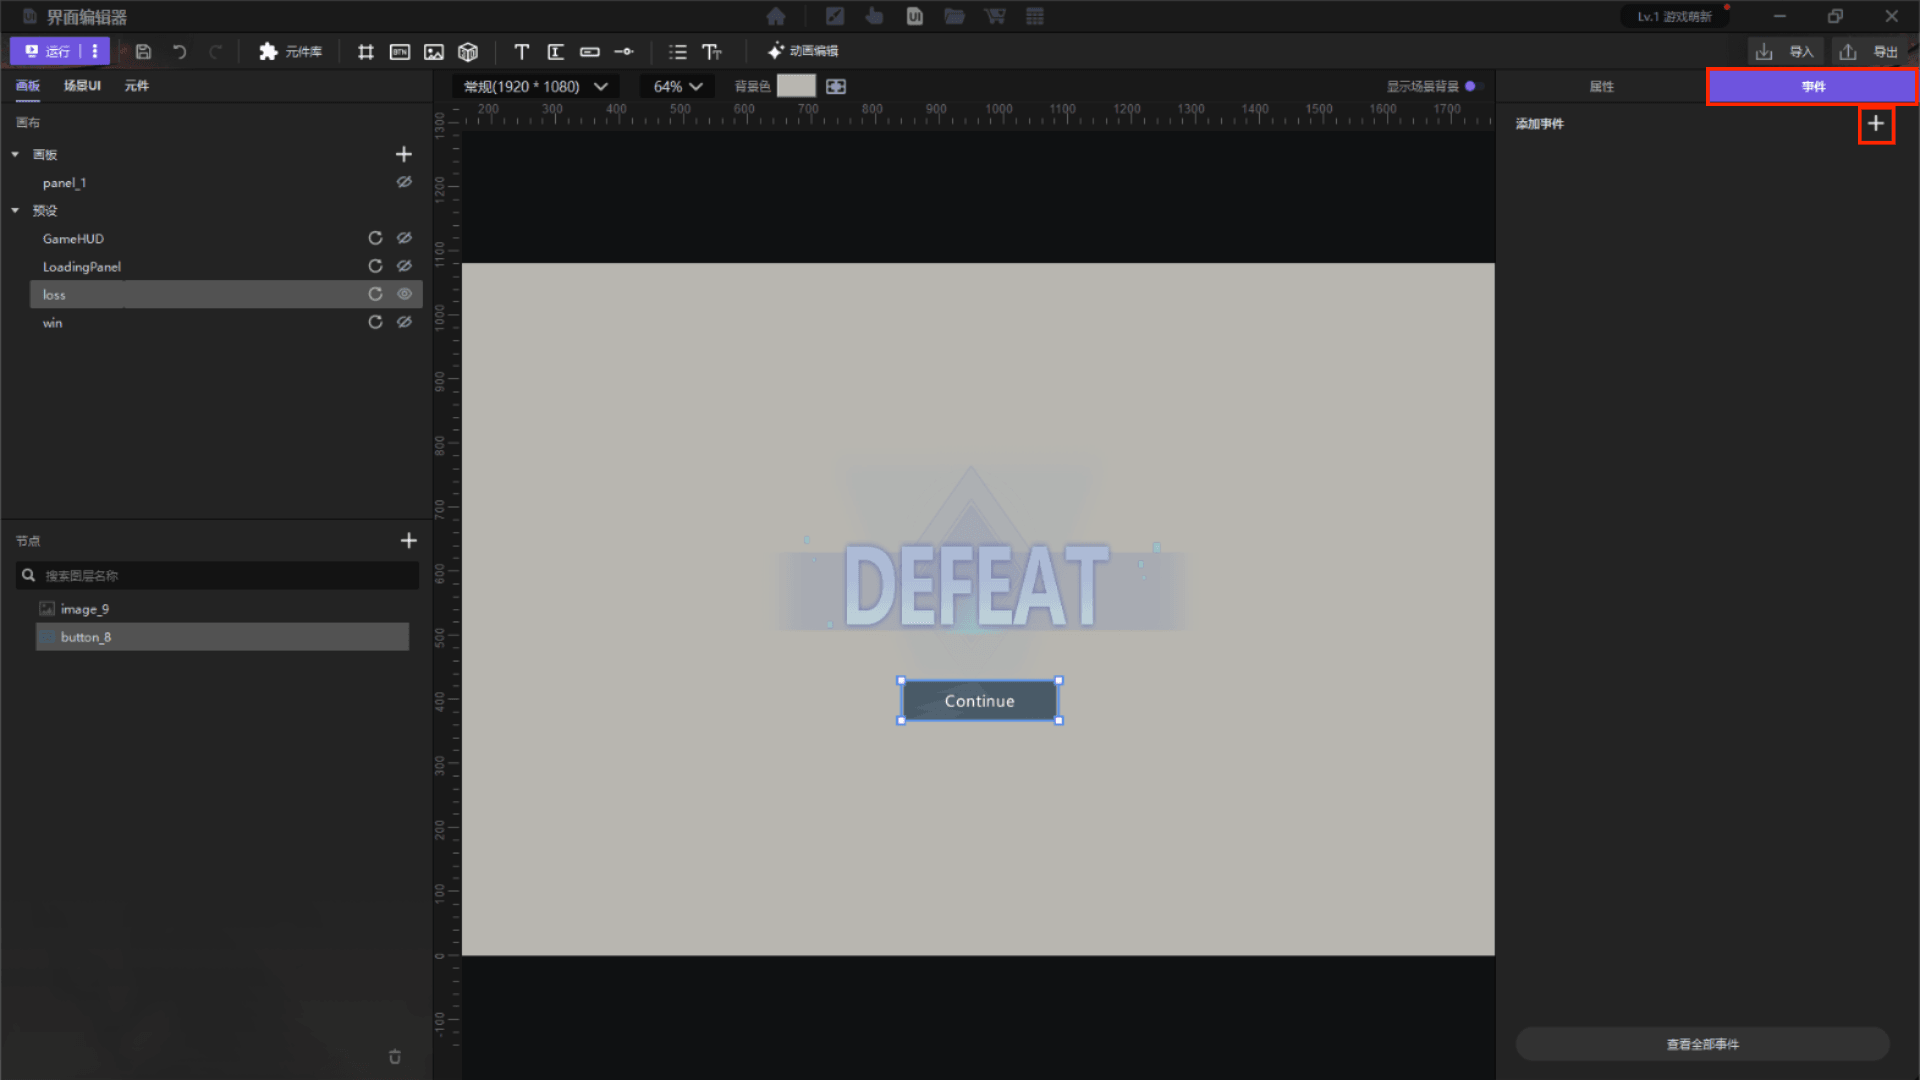 界面编辑器
Lv.1 游戏萌新
运行
元件库
BTN
UI
动画编辑
导入
导出
画板 场景UI 元件
常规(1920 * 1080)
64%
背景色
显示场景背景
属性
事件
画布
添加事件
画板
panel_1
预设
GameHUD
LoadingPanel
loss
win
200 300 400 500 600 700 800 900 1000 1100 1200 1300 1400 1500 1600 1700
1300
1200
1100
1000
900
800
700
600
500
400
300
200
100
0
-100
DEFEAT
Continue
节点
搜索图层名称
image_9
button_8
查看全部事件